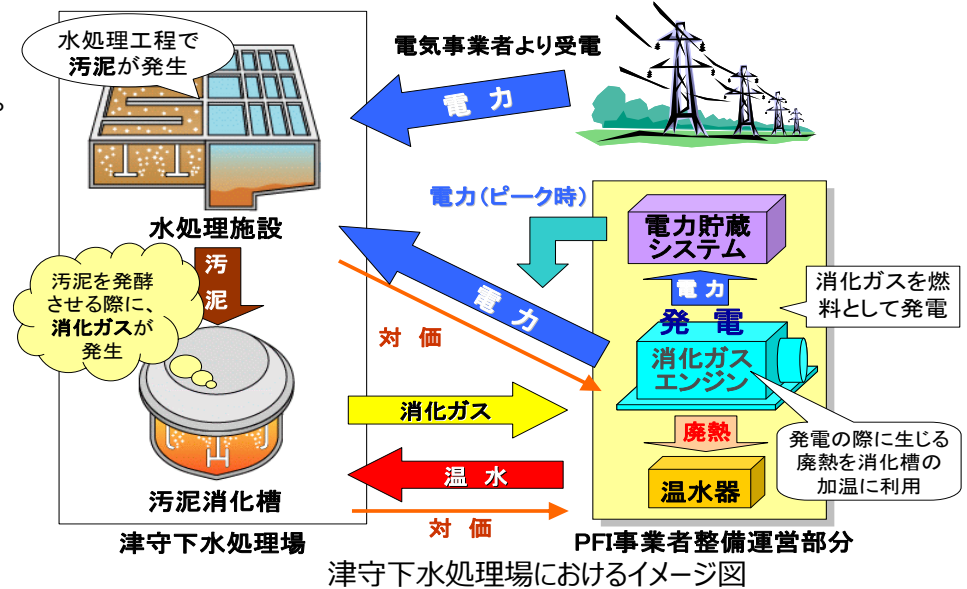 水処理工程で
汚泥が発生
。
電気事業者より受電
電 力
水処理施設
電力(ピーク時)
電力貯蔵
システム
汚
泥
汚泥を発酵
させる際に、
消化ガスが
発生
電 力
消化ガスを燃
料として発電
電 力
発 電
対 価
消化ガス
エンジン
消化ガス
廃熱
発電の際に生じる
廃熱を消化槽の
加温に利用
温 水
温水器
汚泥消化槽
対 価
津守下水処理場
PFI事業者整備運営部分
津守下水処理場におけるイメージ図